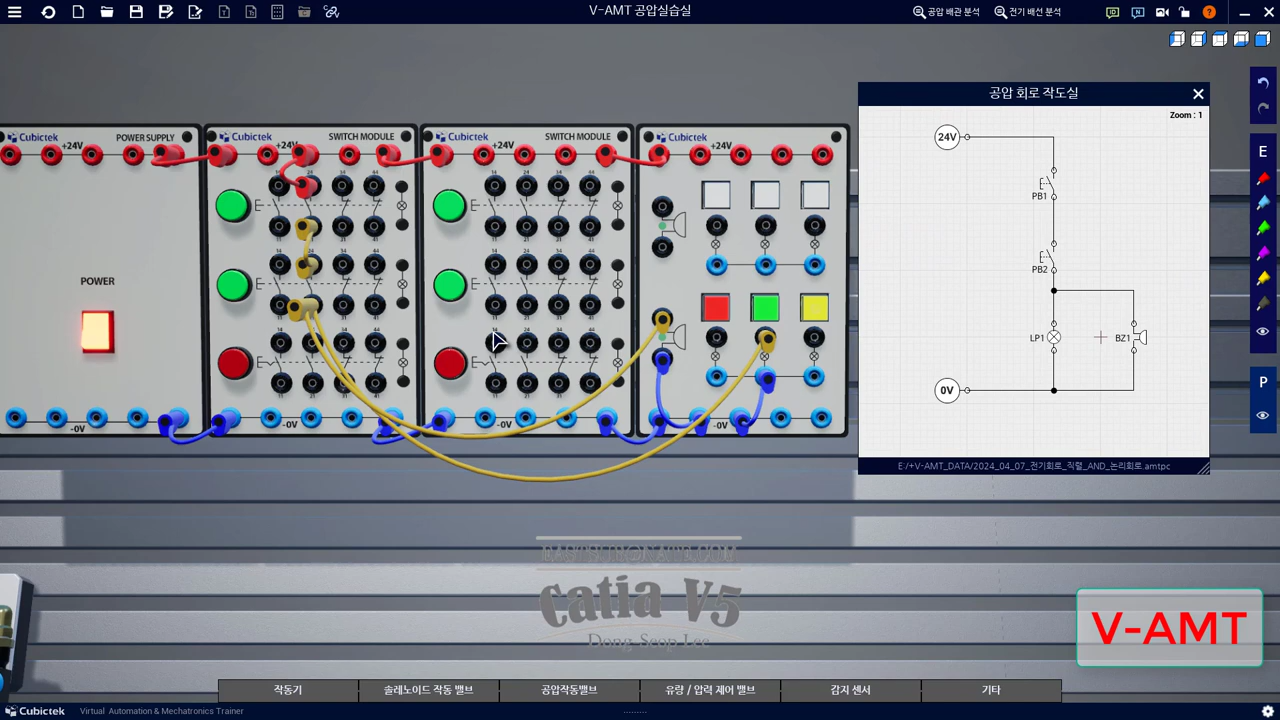 V-AMT 공압실습실
공압 배관 분석
전기 배선 분석
공압 회로 작도실
Zoom : 1
24V
PB1
PB2
LP1
BZ1
0V
E:/+V-AMT_DATA/2024_04_07_전기회로_직렬_AND_논리회로.amtpc
E
P
Cubictek
POWER SUPPLY
+24V
POWER
-0V
Cubictek
SWITCH MODULE
+24V
-0V
Cubictek
SWITCH MODULE
+24V
-0V
Cubictek
+24V
-0V
EASTSUB@NATE.COM
Catia V5
Dong Seop Lee
V-AMT
작동기
솔레노이드 작동 밸브
공압작동밸브
유량 / 압력 제어 밸브
감지 센서
기타
Cubictek
Virtual Automation & Mechatronics Trainer